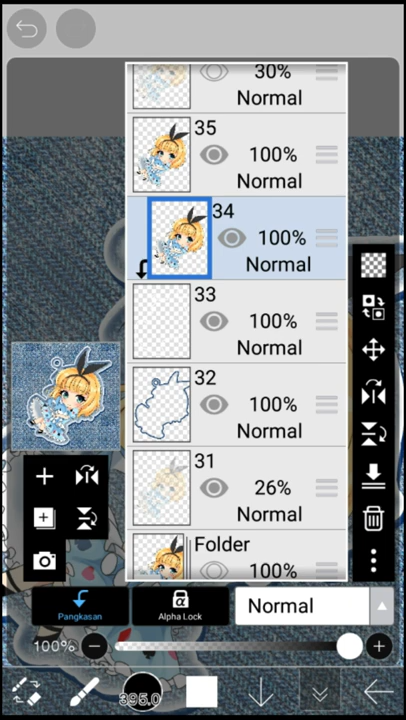 30%
Normal
35
100%
Normal
34
100%
Normal
33
100%
Normal
32
100%
Normal
31
26%
Normal
Folder
100%
Pangkasan
α
Alpha Lock
Normal
100%
395.0